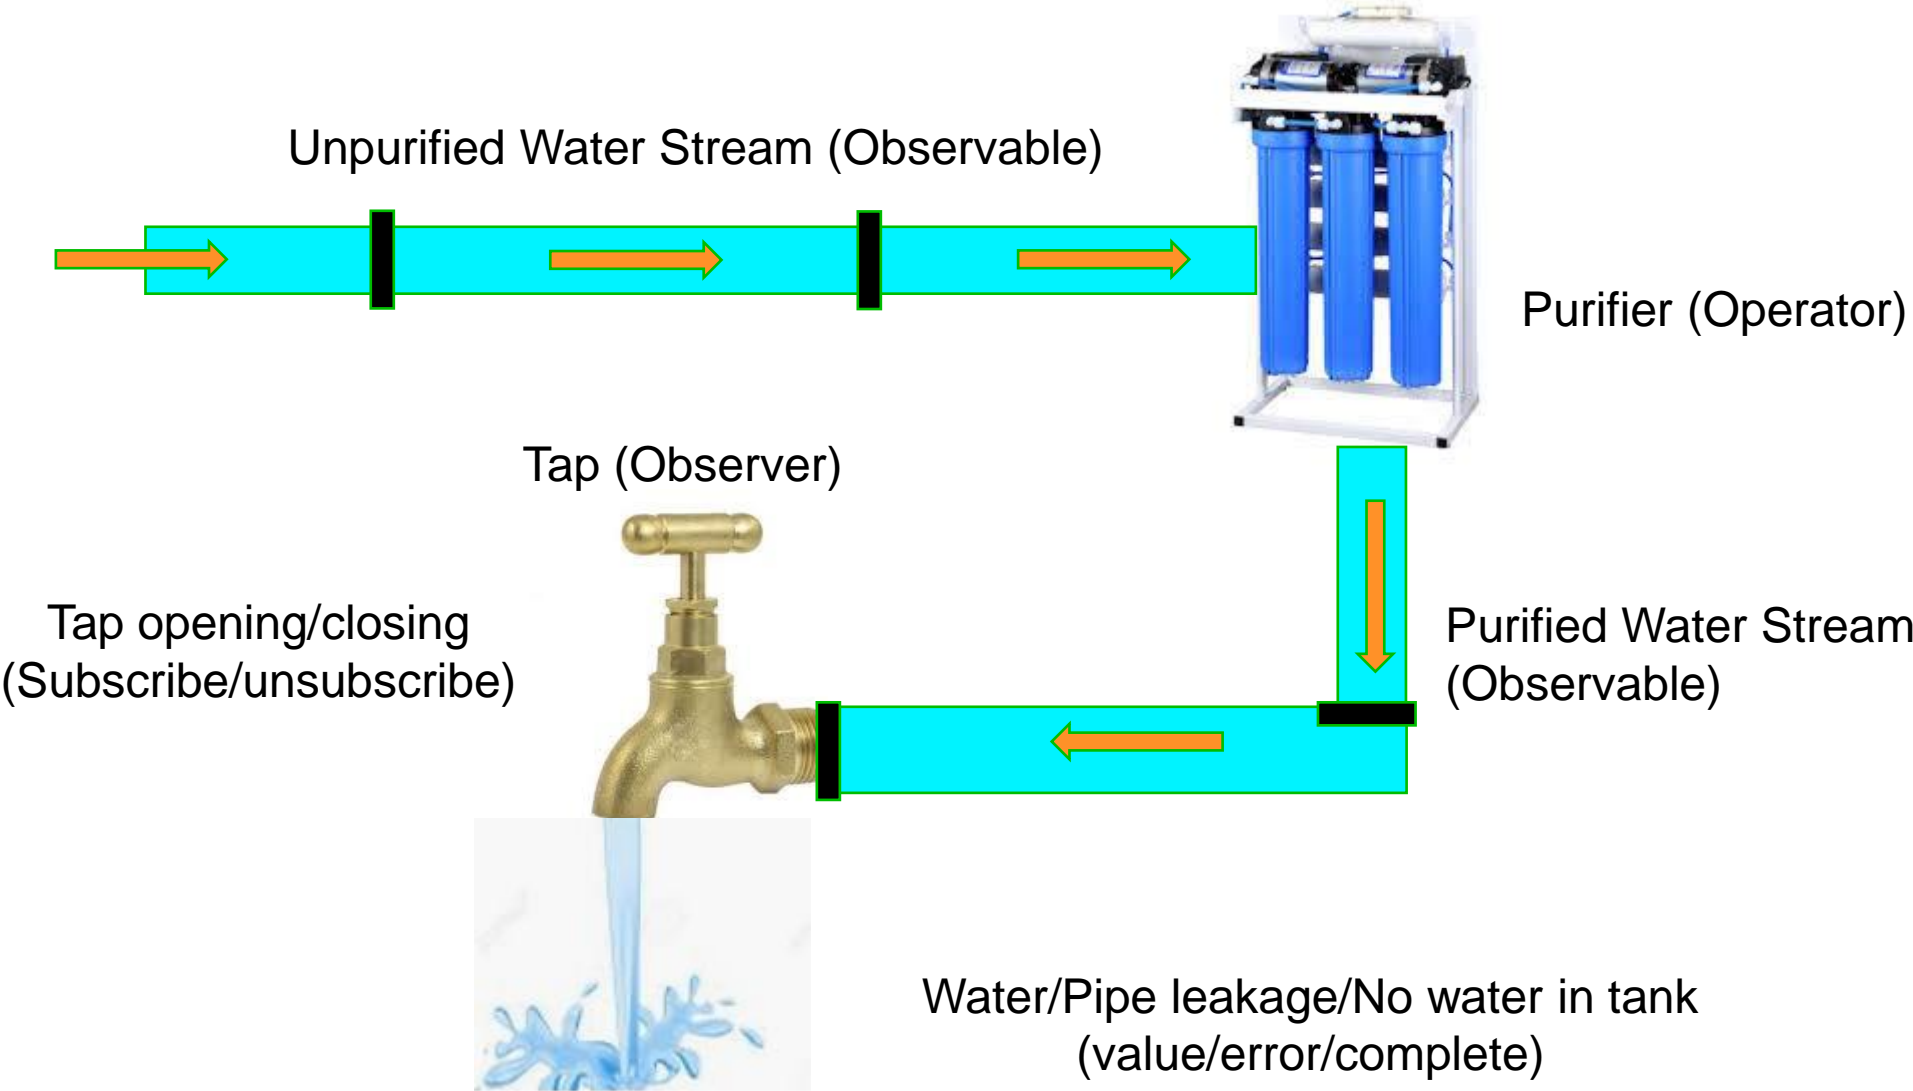 Unpurified Water Stream (Observable)
Purifier (Operator)
Tap (Observer)
Tap opening/closing
(Subscribe/unsubscribe)
Purified Water Stream
(Observable)
Water/Pipe leakage/No water in tank
(value/error/complete)